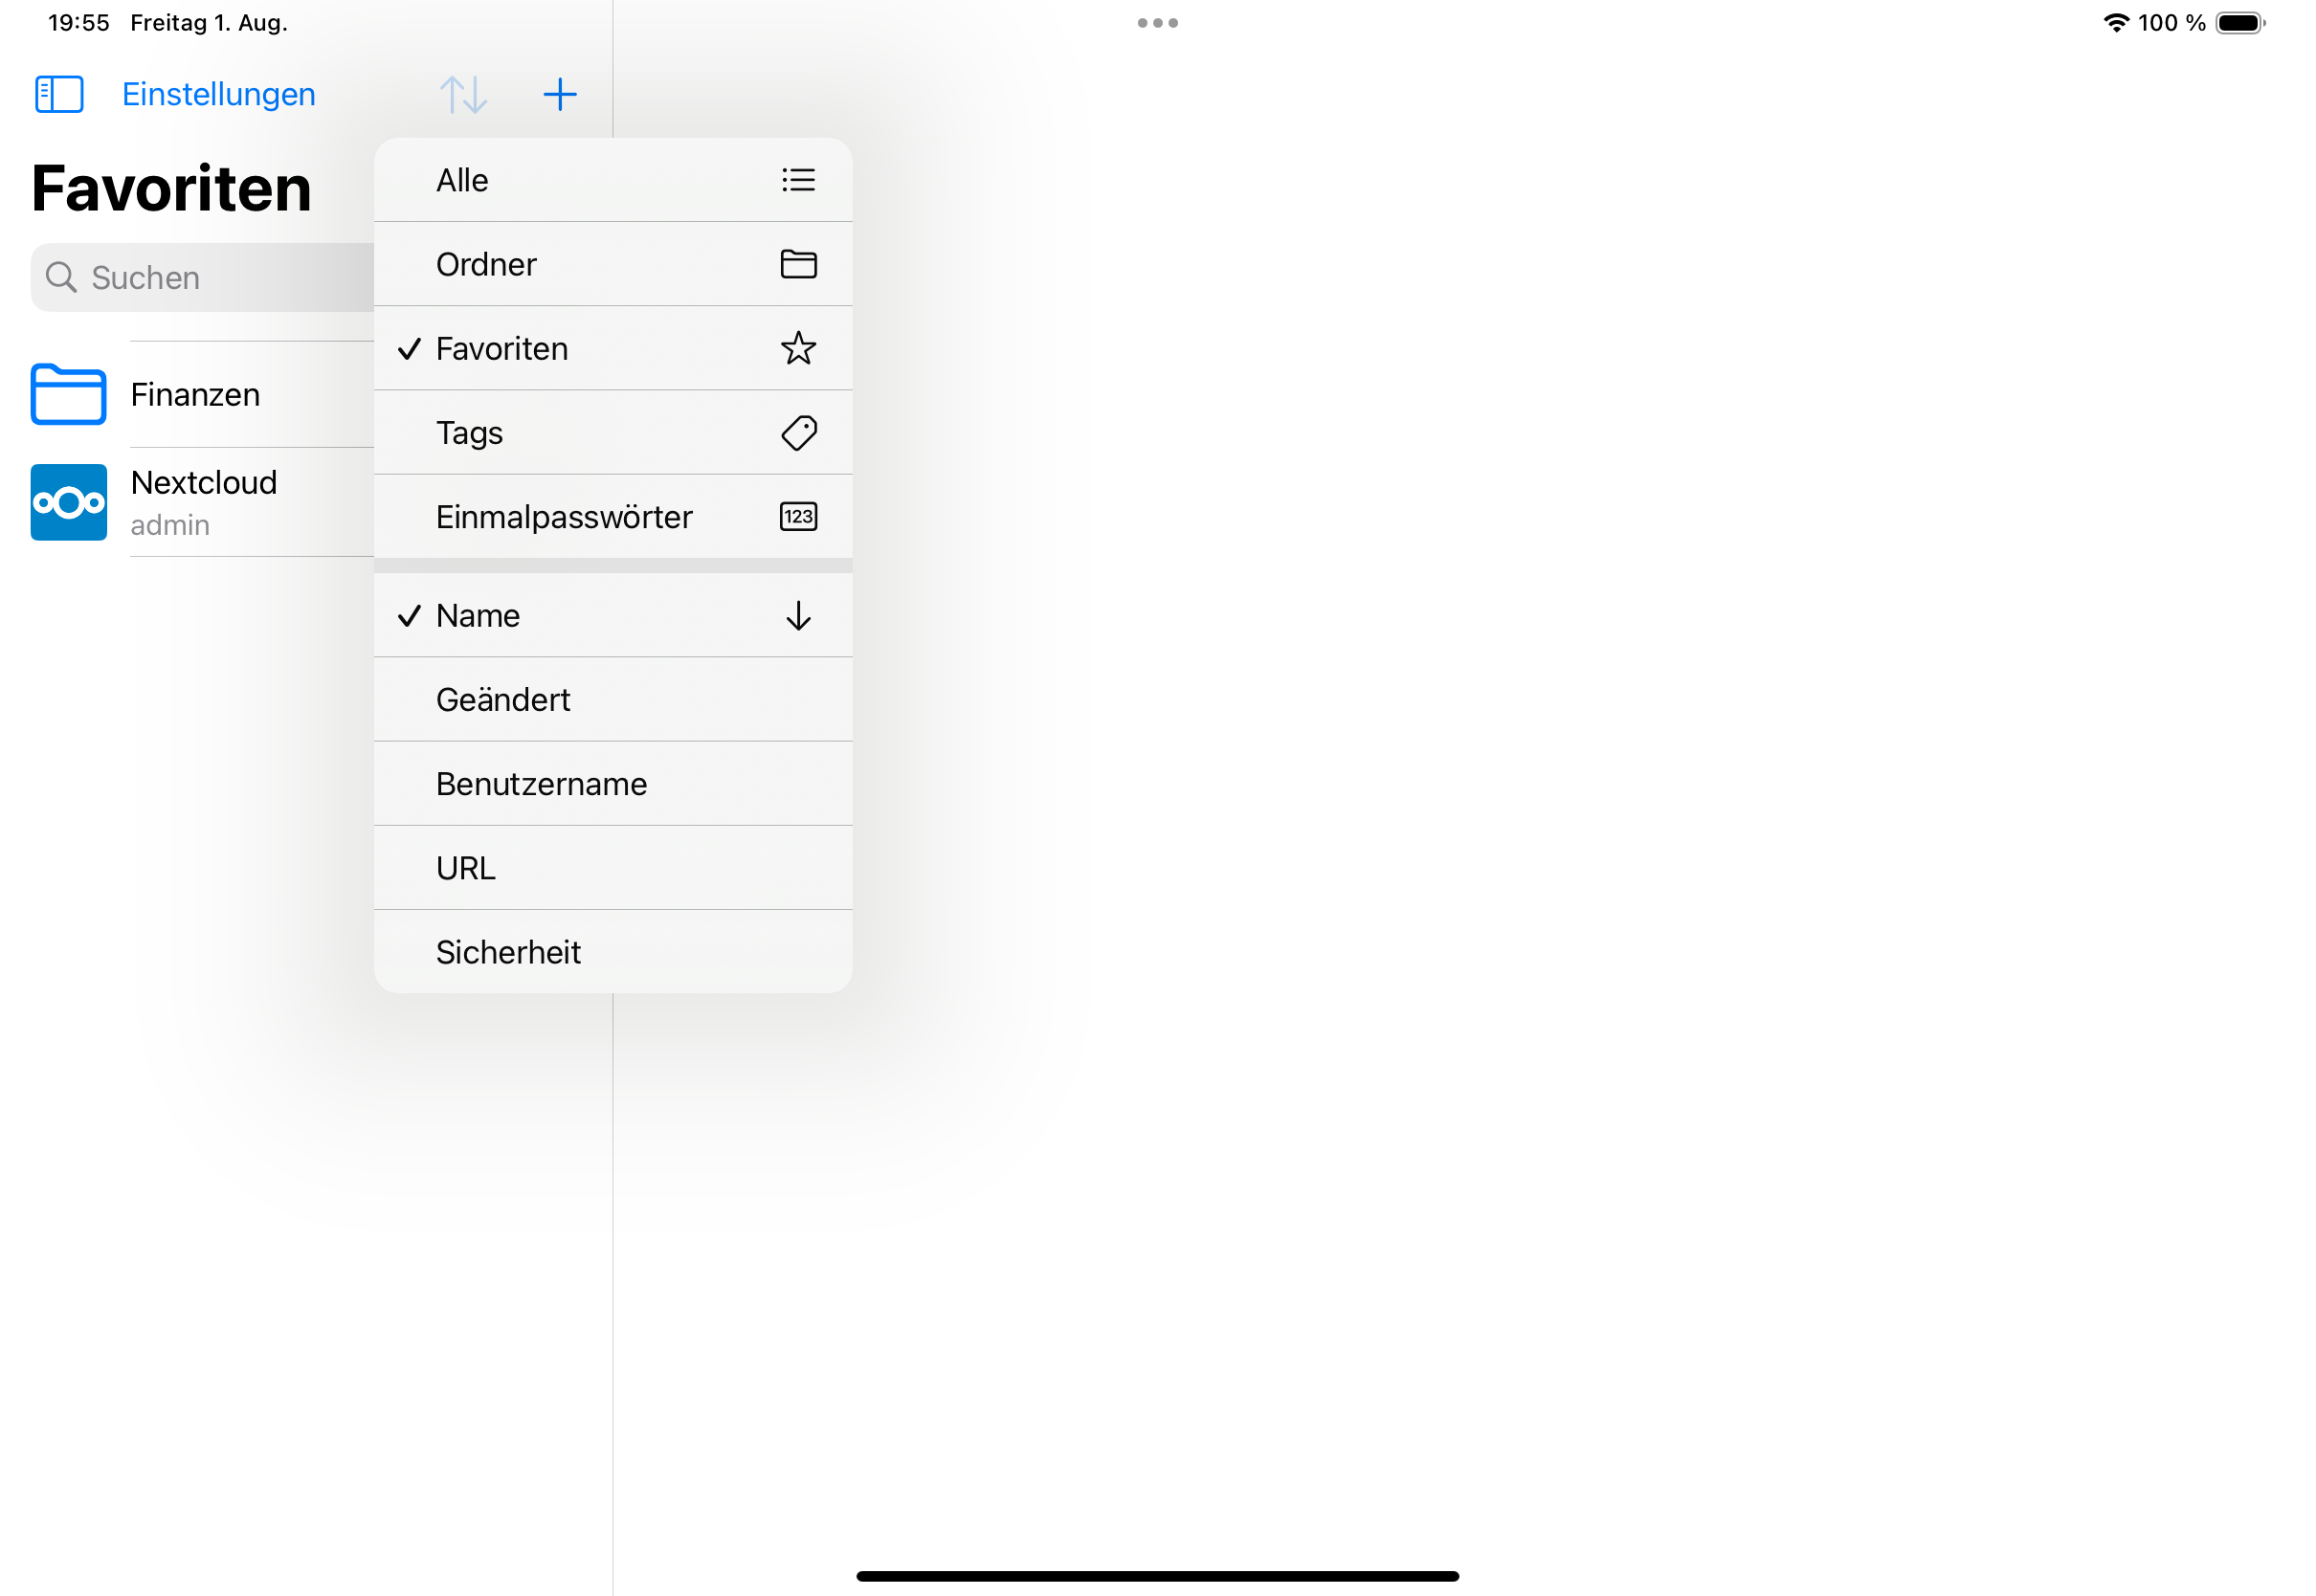 19:55 Freitag 1. Aug.
100 %
Einstellungen
Favoriten
Suchen
Finanzen
Nextcloud
admin
Alle
Ordner
Favoriten
Tags
Einmalpasswörter
123
Name
Geändert
Benutzername
URL
Sicherheit